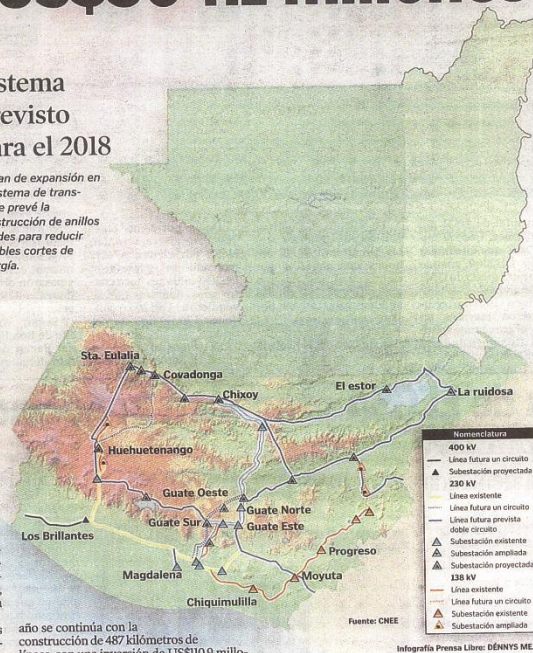 istema
revisto
ara el 2018
an de expansión en
istema de trans-
e prevé la
strucción de anillos
des para reducir
bles cortes de
rgía.
Sta. Eulalia
Covadonga
Chixoy
El estor
La ruidosa
Huehuetenango
Guate Oeste
Guate Norte
Guate Sur
Guate Este
Los Brillantes
Progreso
Magdalena
Moyuta
Chiquimulilla
Nomenclatura
400 kV
Línea futura un circuito
Subestación proyectada
230 kV
Línea existente
Línea futura un circuito
Línea futura prevista
doble circuito
Subestación existente
Subestación ampliada
Subestación proyectada
138 kV
Línea existente
Línea futura un circuito
Subestación existente
Subestación ampliada
Fuente: CNEE
Infografía Prensa Libre: DÉNNYS ME
año se continúa con la
construcción de 487 kilómetros de